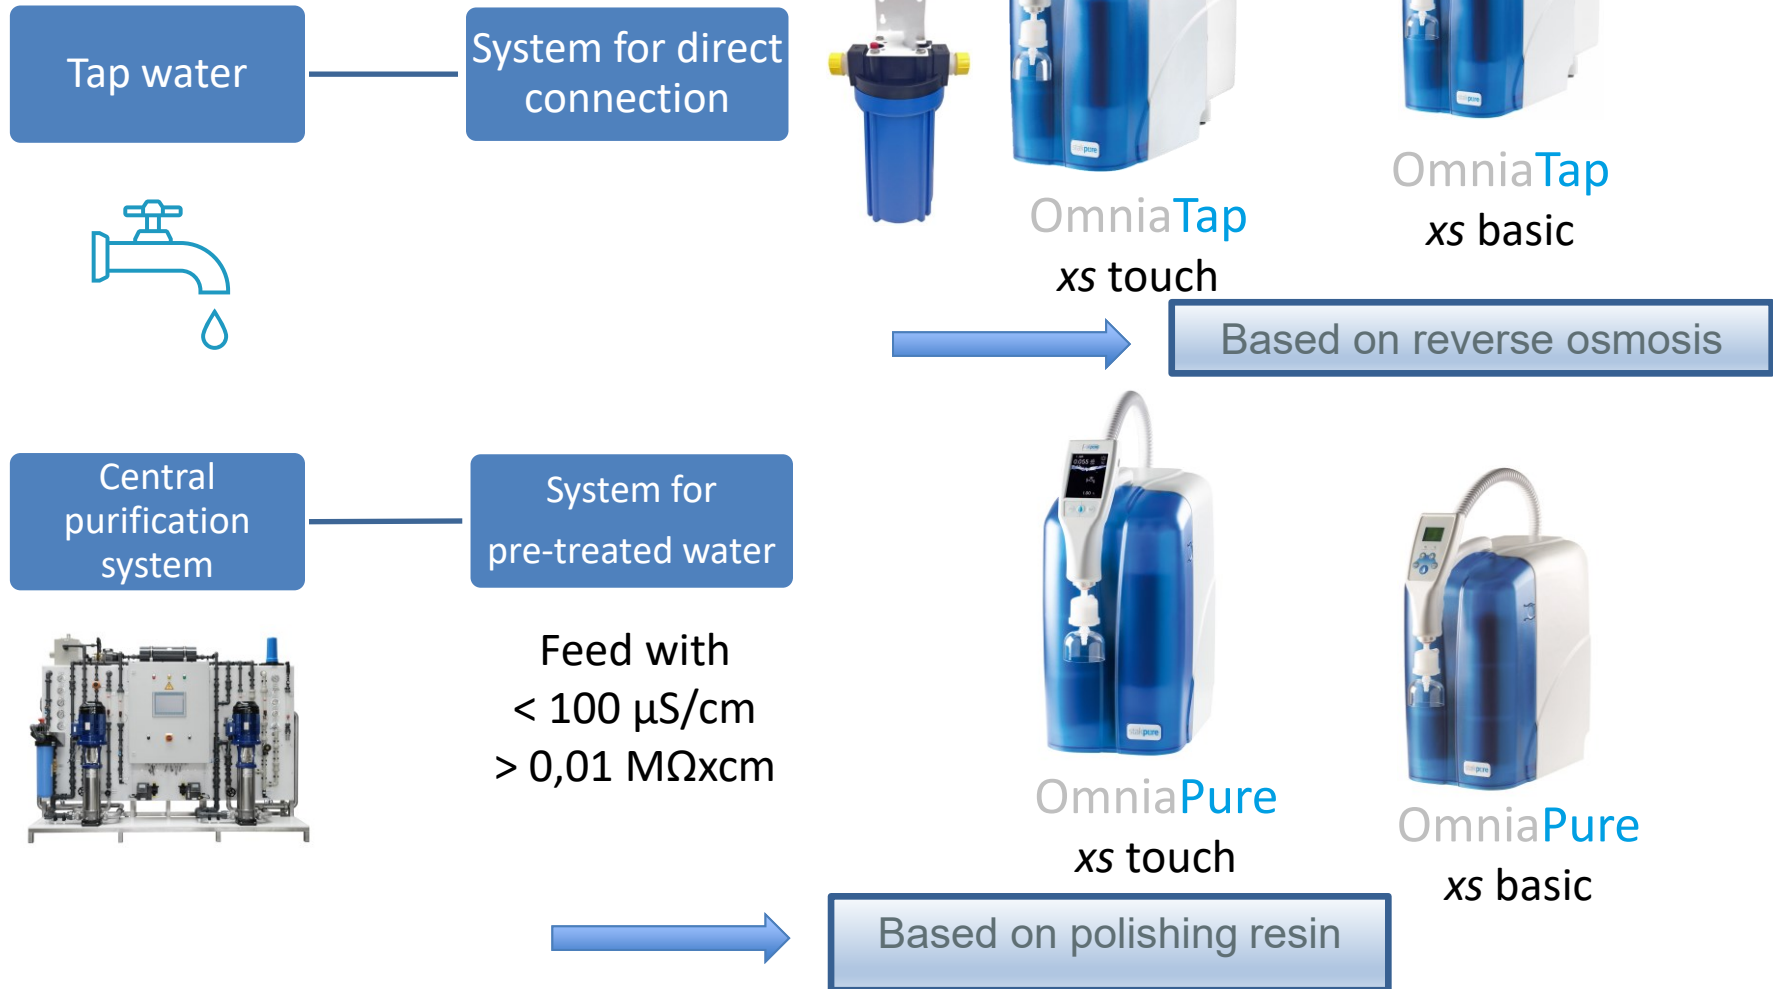 Tap water
System for direct
connection
OmniaTap
xs touch
OmniaTap
xs basic
Based on reverse osmosis
Central
purification
system
System for
pre-treated water
Feed with
< 100 µS/cm
> 0,01 MΩxcm
OmniaPure
xs touch
OmniaPure
xs basic
Based on polishing resin